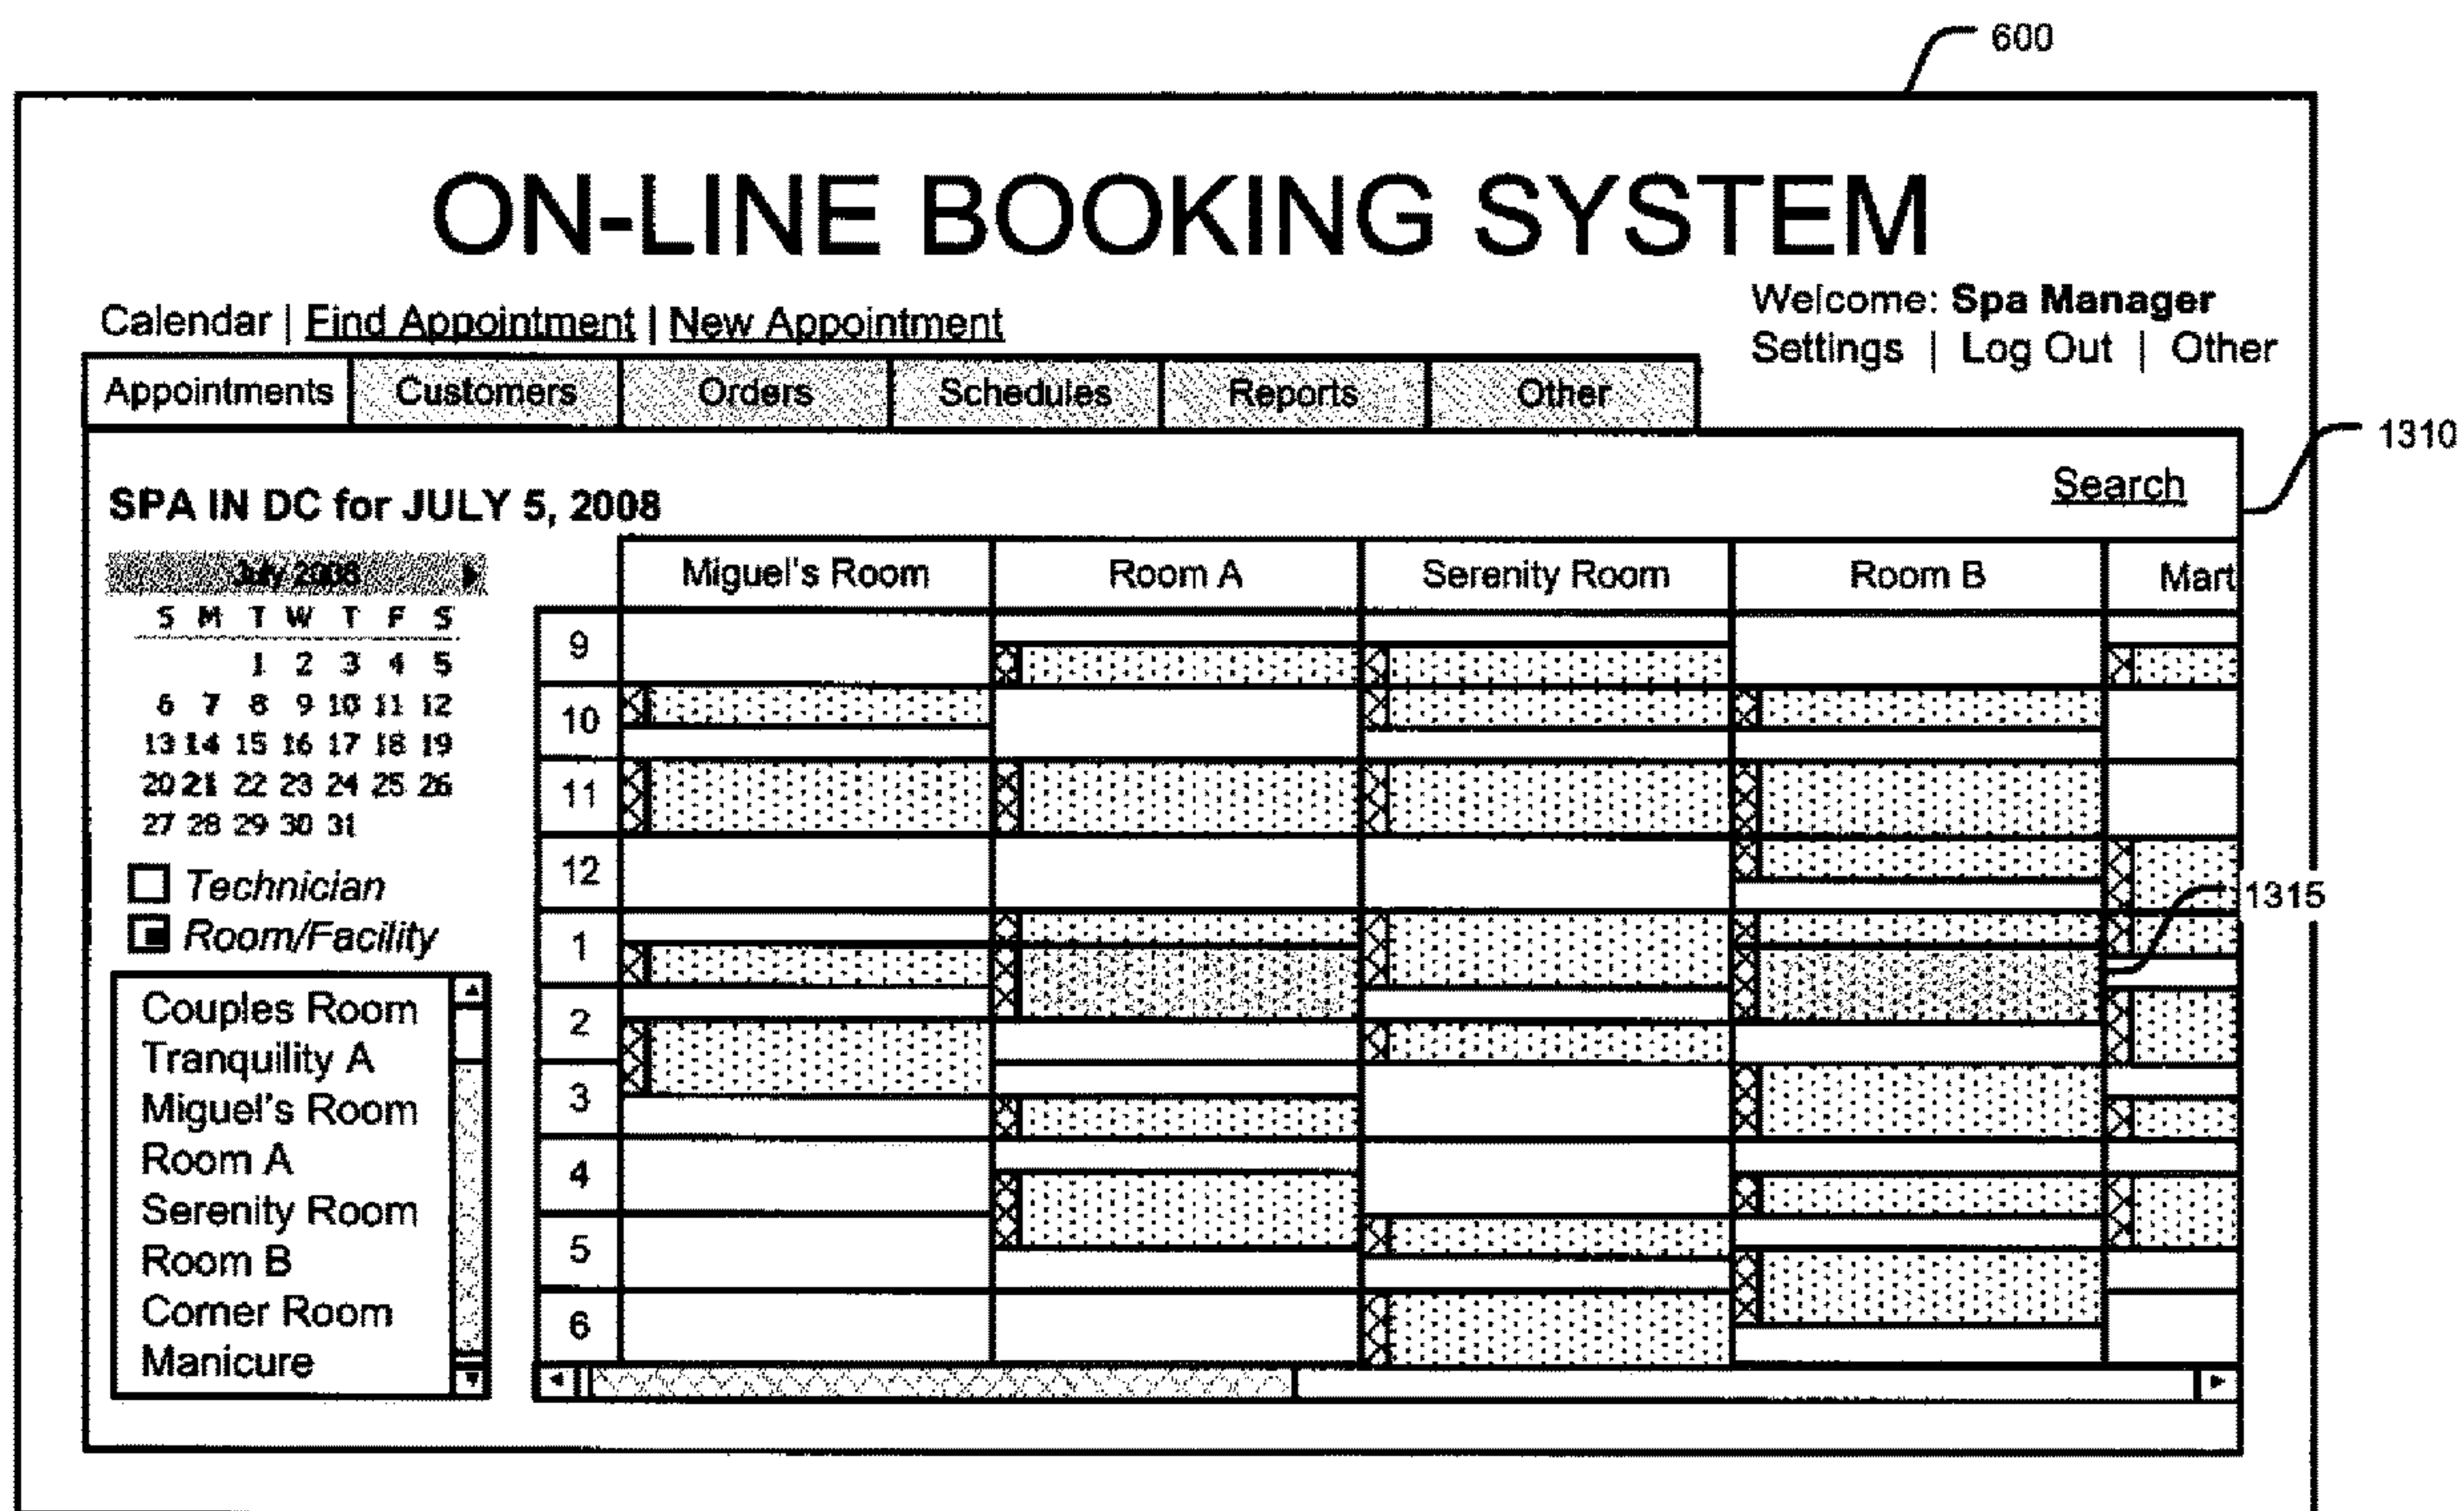 600
ON-LINE BOOKING SYSTEM
Calendar | Find Appointment | New Appointment
Welcome: Spa Manager
Settings | Log Out | Other
Appointments Customers Orders Schedules Reports Other
1310
Search
SPA IN DC for JULY 5, 2008
July 2008
S M T W T F S
1 2 3 4 5
6 7 8 9 10 11 12
13 14 15 16 17 18 19
20 21 22 23 24 25 26
27 28 29 30 31
Technician
Room/Facility
Couples Room
Tranquility A
Miguel's Room
Room A
Serenity Room
Room B
Corner Room
Manicure
Miguel's Room Room A Serenity Room Room B Mart
9
10
11
12
1
2
3
4
5
6
1315